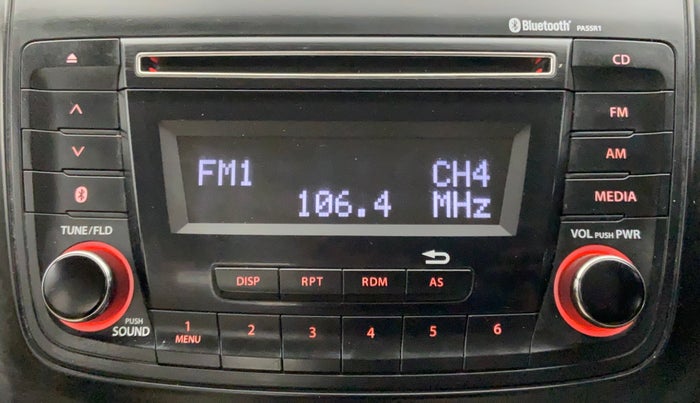 Bluetooth® PASSR1
CD
FM
AM
MEDIA
FM1 CH4
106.4 MHz
TUNE/FLD
VOL PUSH PWR
DISP RPT RDM AS
PUSH
SOUND
1 2 3 4 5 6
MENU